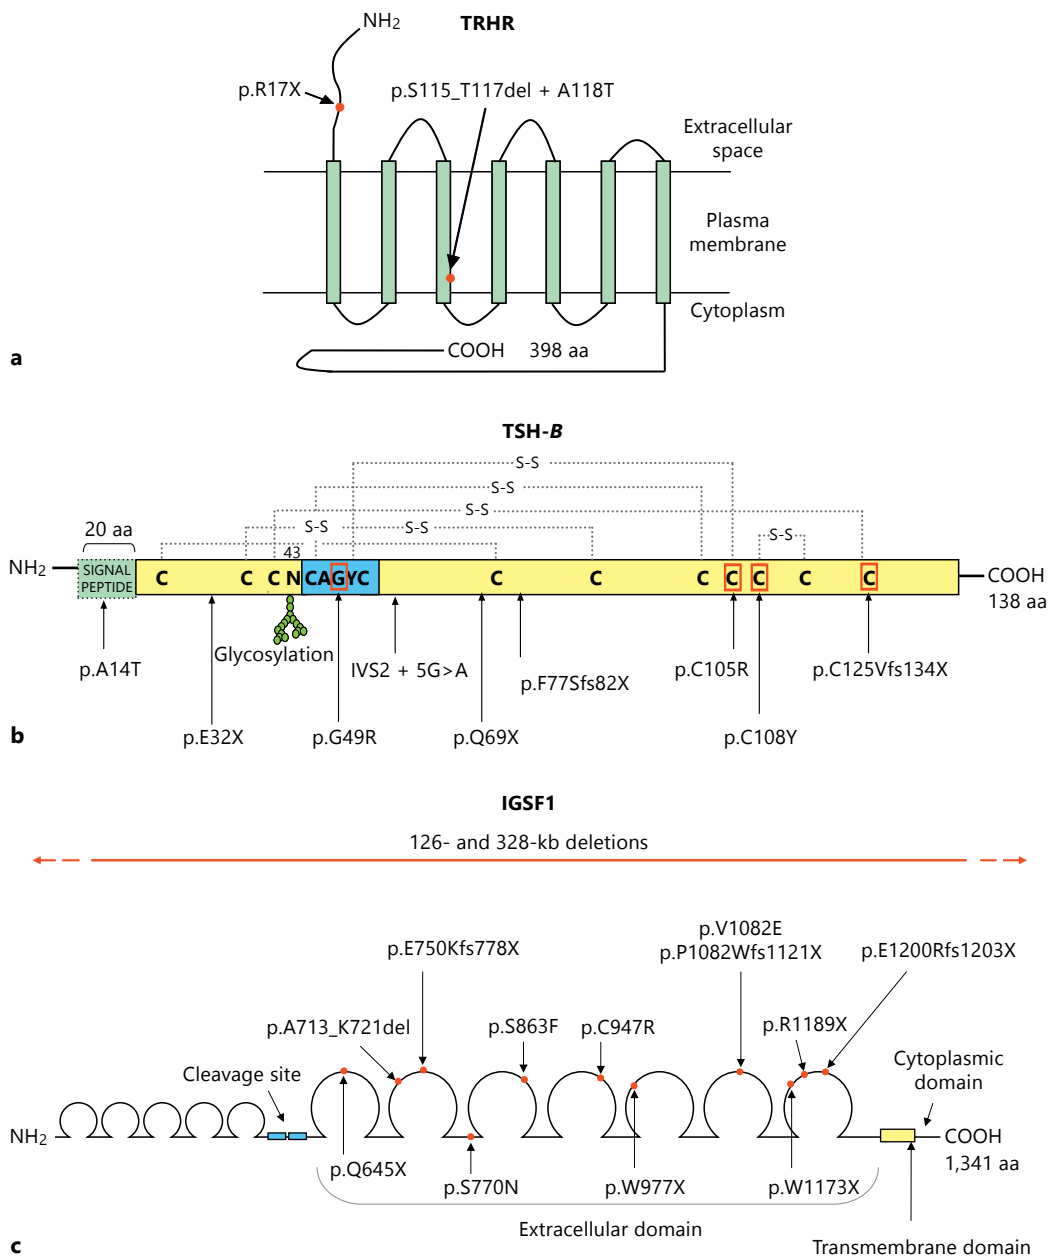 TRHR
NH2
p.R17X
p.S115_T117del + A118T
Extracellular
space
Plasma
membrane
Cytoplasm
COOH 398 aa
a
TSH-B
S-S
S-S
S-S
S-S S-S S-S
20 aa
43
NH2
SIGNAL
PEPTIDE
C C C N CAGYC C C C C C C C
COOH
138 aa
Glycosylation
p.A14T
IVS2 + 5G>A
p.F77Sfs82X
p.C105R
p.C125Vfs134X
p.E32X
p.G49R
p.Q69X
p.C108Y
b
IGSF1
126- and 328-kb deletions
p.V1082E
p.E750Kfs778X
p.P1082Wfs1121X
p.E1200Rfs1203X
p.A713_K721del
p.S863F
p.C947R
p.R1189X
Cleavage site
Cytoplasmic
domain
NH2
COOH
1,341 aa
p.Q645X
p.S770N
p.W977X
p.W1173X
Extracellular domain
Transmembrane domain
c